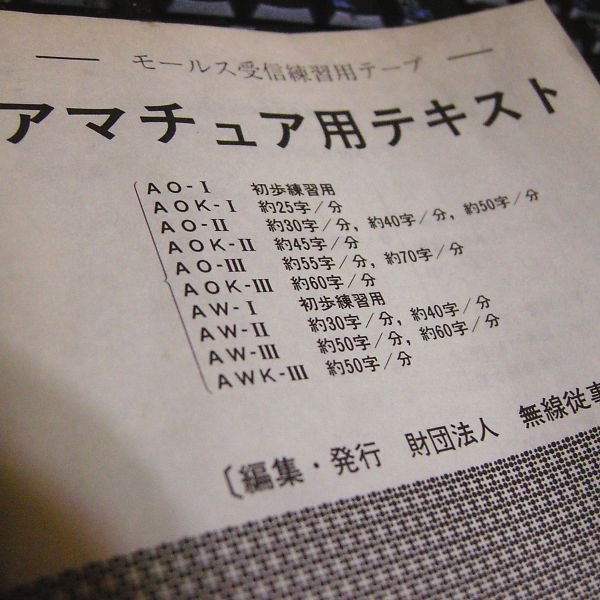 モールス受信練習用テープ
アマチュア用テキスト
AO-I 初歩練習用
AOK-I 約25字/分
AO-II 約30字/分, 約40字/分, 約50字/分
AOK-II 約45字/分
AO-III 約55字/分, 約70字/分
AOK-III 約60字/分
AW-I 初歩練習用
AW-II 約30字/分, 約40字/分
AW-III 約50字/分, 約60字/分
AWK-III 約50字/分
〔編集・発行 財団法人 無線従事